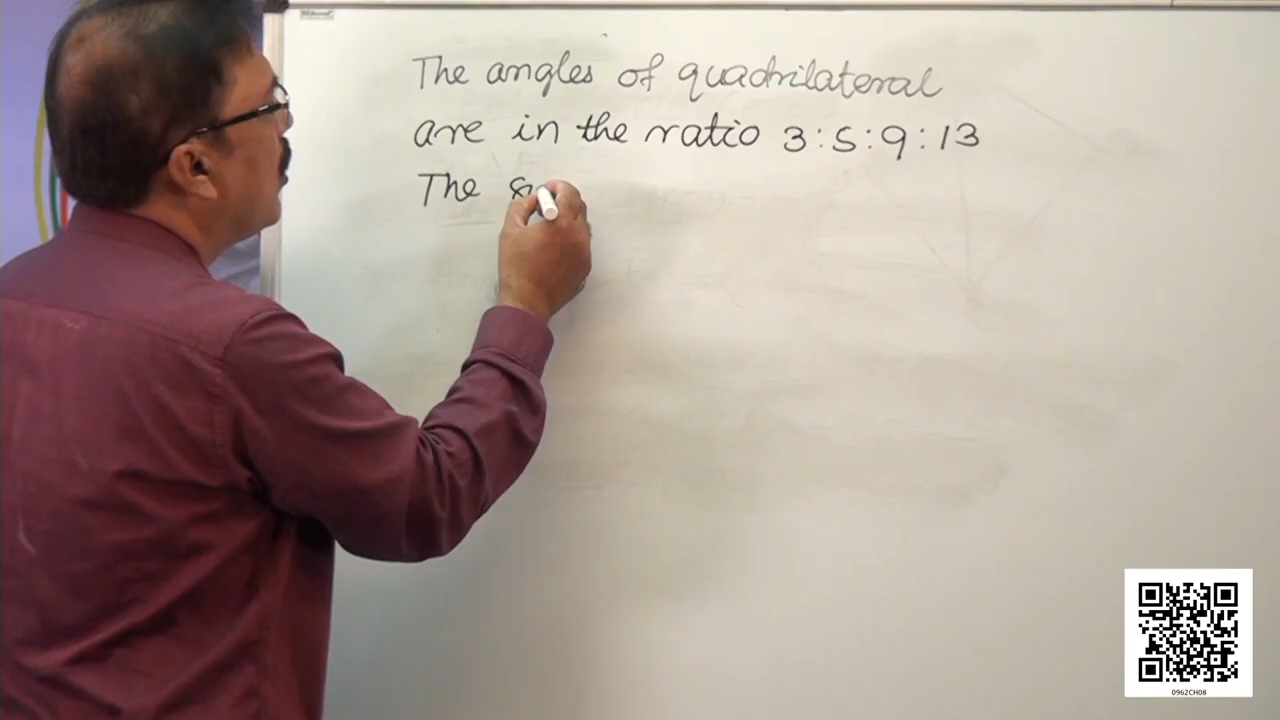 The angles of quadrilateral
are in the ratio 3:5:9:13
The
0962CH08